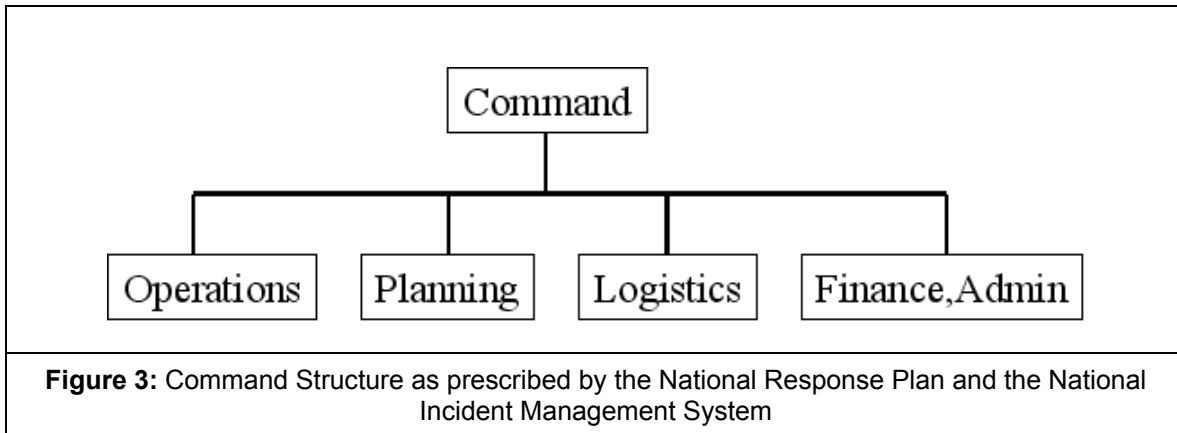 Command
Operations
Planning
Logistics
Finance,Admin
Figure 3: Command Structure as prescribed by the National Response Plan and the National
Incident Management System